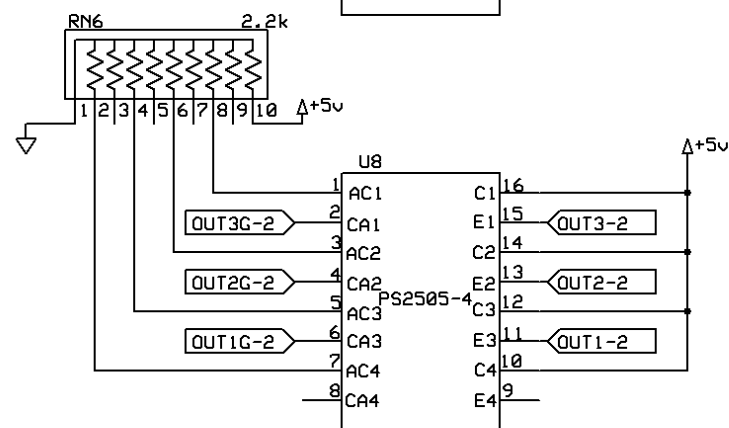 RN6 2.2k
1 2 3 4 5 6 7 8 9 10 +5v
+5v
U8
1 AC1 C1 16
OUT3G-2 2 CA1 E1 15 OUT3-2
3 AC2 C2 14
OUT2G-2 4 CA2 E2 13 OUT2-2
PS2505-4
5 AC3 C3 12
OUT1G-2 6 CA3 E3 11 OUT1-2
7 AC4 C4 10
8 CA4 E4 9